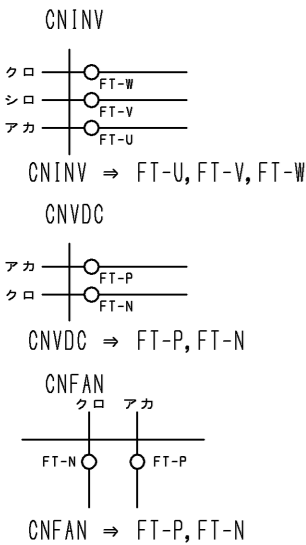 CNINV
クロ
FT-W
シロ
FT-V
アカ
FT-U
CNINV ⇒ FT-U,FT-V,FT-W
CNVDC
アカ
FT-P
クロ
FT-N
CNVDC ⇒ FT-P,FT-N
CNFAN
クロ アカ
FT-N FT-P
CNFAN ⇒ FT-P,FT-N